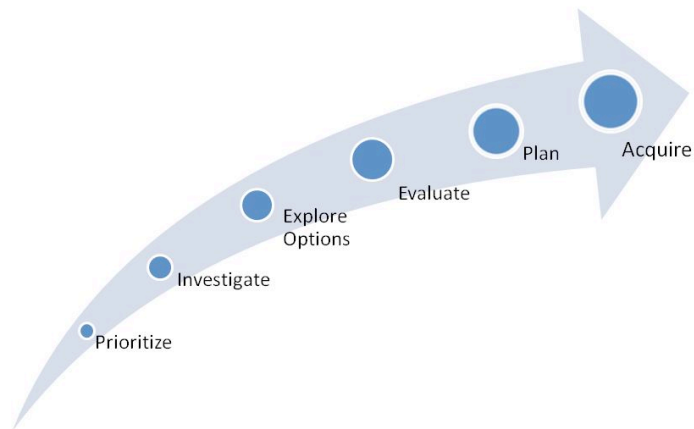 Prioritize
Investigate
Explore
Options
Evaluate
Plan
Acquire